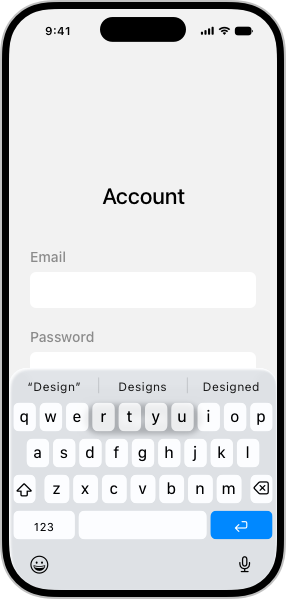 9:41
Account
Email
Password
“Design” Designs Designed
q w e r t y u i o p
a s d f g h j k l
z x c v b n m
123